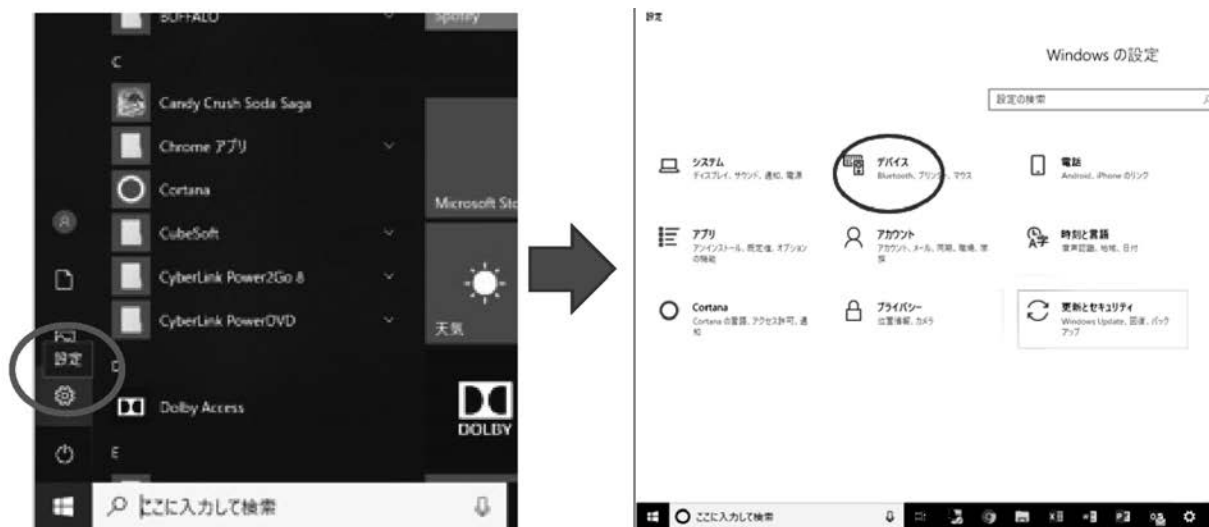 BUFFALO
Spotify
C
Candy Crush Soda Saga
Chrome アプリ
Cortana
Microsoft Sto
CubeSoft
CyberLink Power2Go 8
CyberLink PowerDVD
天気
設定
D
Dolby Access
DOLBY
E
ここに入力して検索
設定
Windows の設定
設定の検索
システム
ディスプレイ、サウンド、通知、電源
デバイス
Bluetooth、プリンター、マウス
電話
Android、iPhone のリンク
アプリ
アンインストール、既定値、オプション
の機能
アカウント
アカウント、メール、同期、職場、家
族
時刻と言語
音声認識、地域、日付
Cortana
Cortana の言語、アクセス許可、通
知
プライバシー
位置情報、カメラ
更新とセキュリティ
Windows Update、回復、バック
アップ
ここに入力して検索